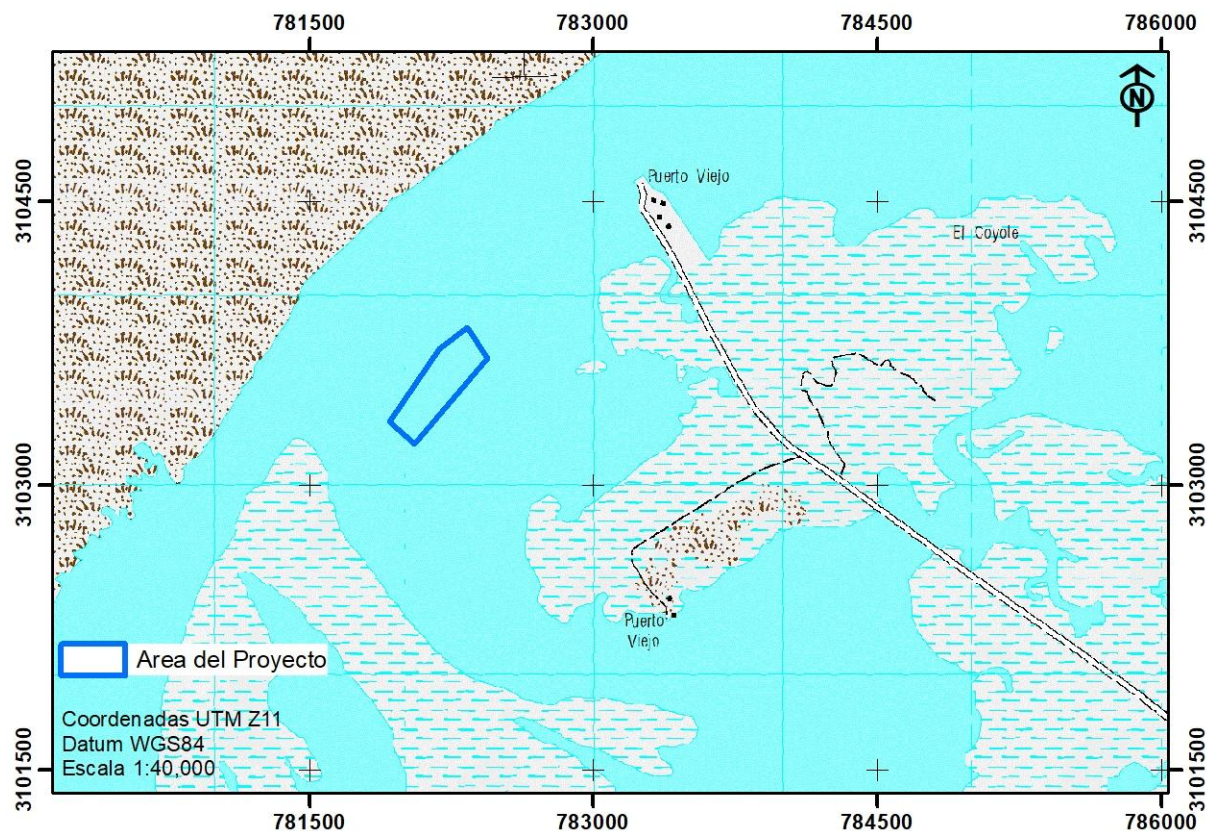 781500 783000 784500 786000
N
Puerto Viejo
3104500 3104500
El Coyote
3103000 3103000
Puerto
Viejo
Area del Proyecto
Coordenadas UTM Z11
Datum WGS84
Escala 1:40,000
3101500 3101500
781500 783000 784500 786000